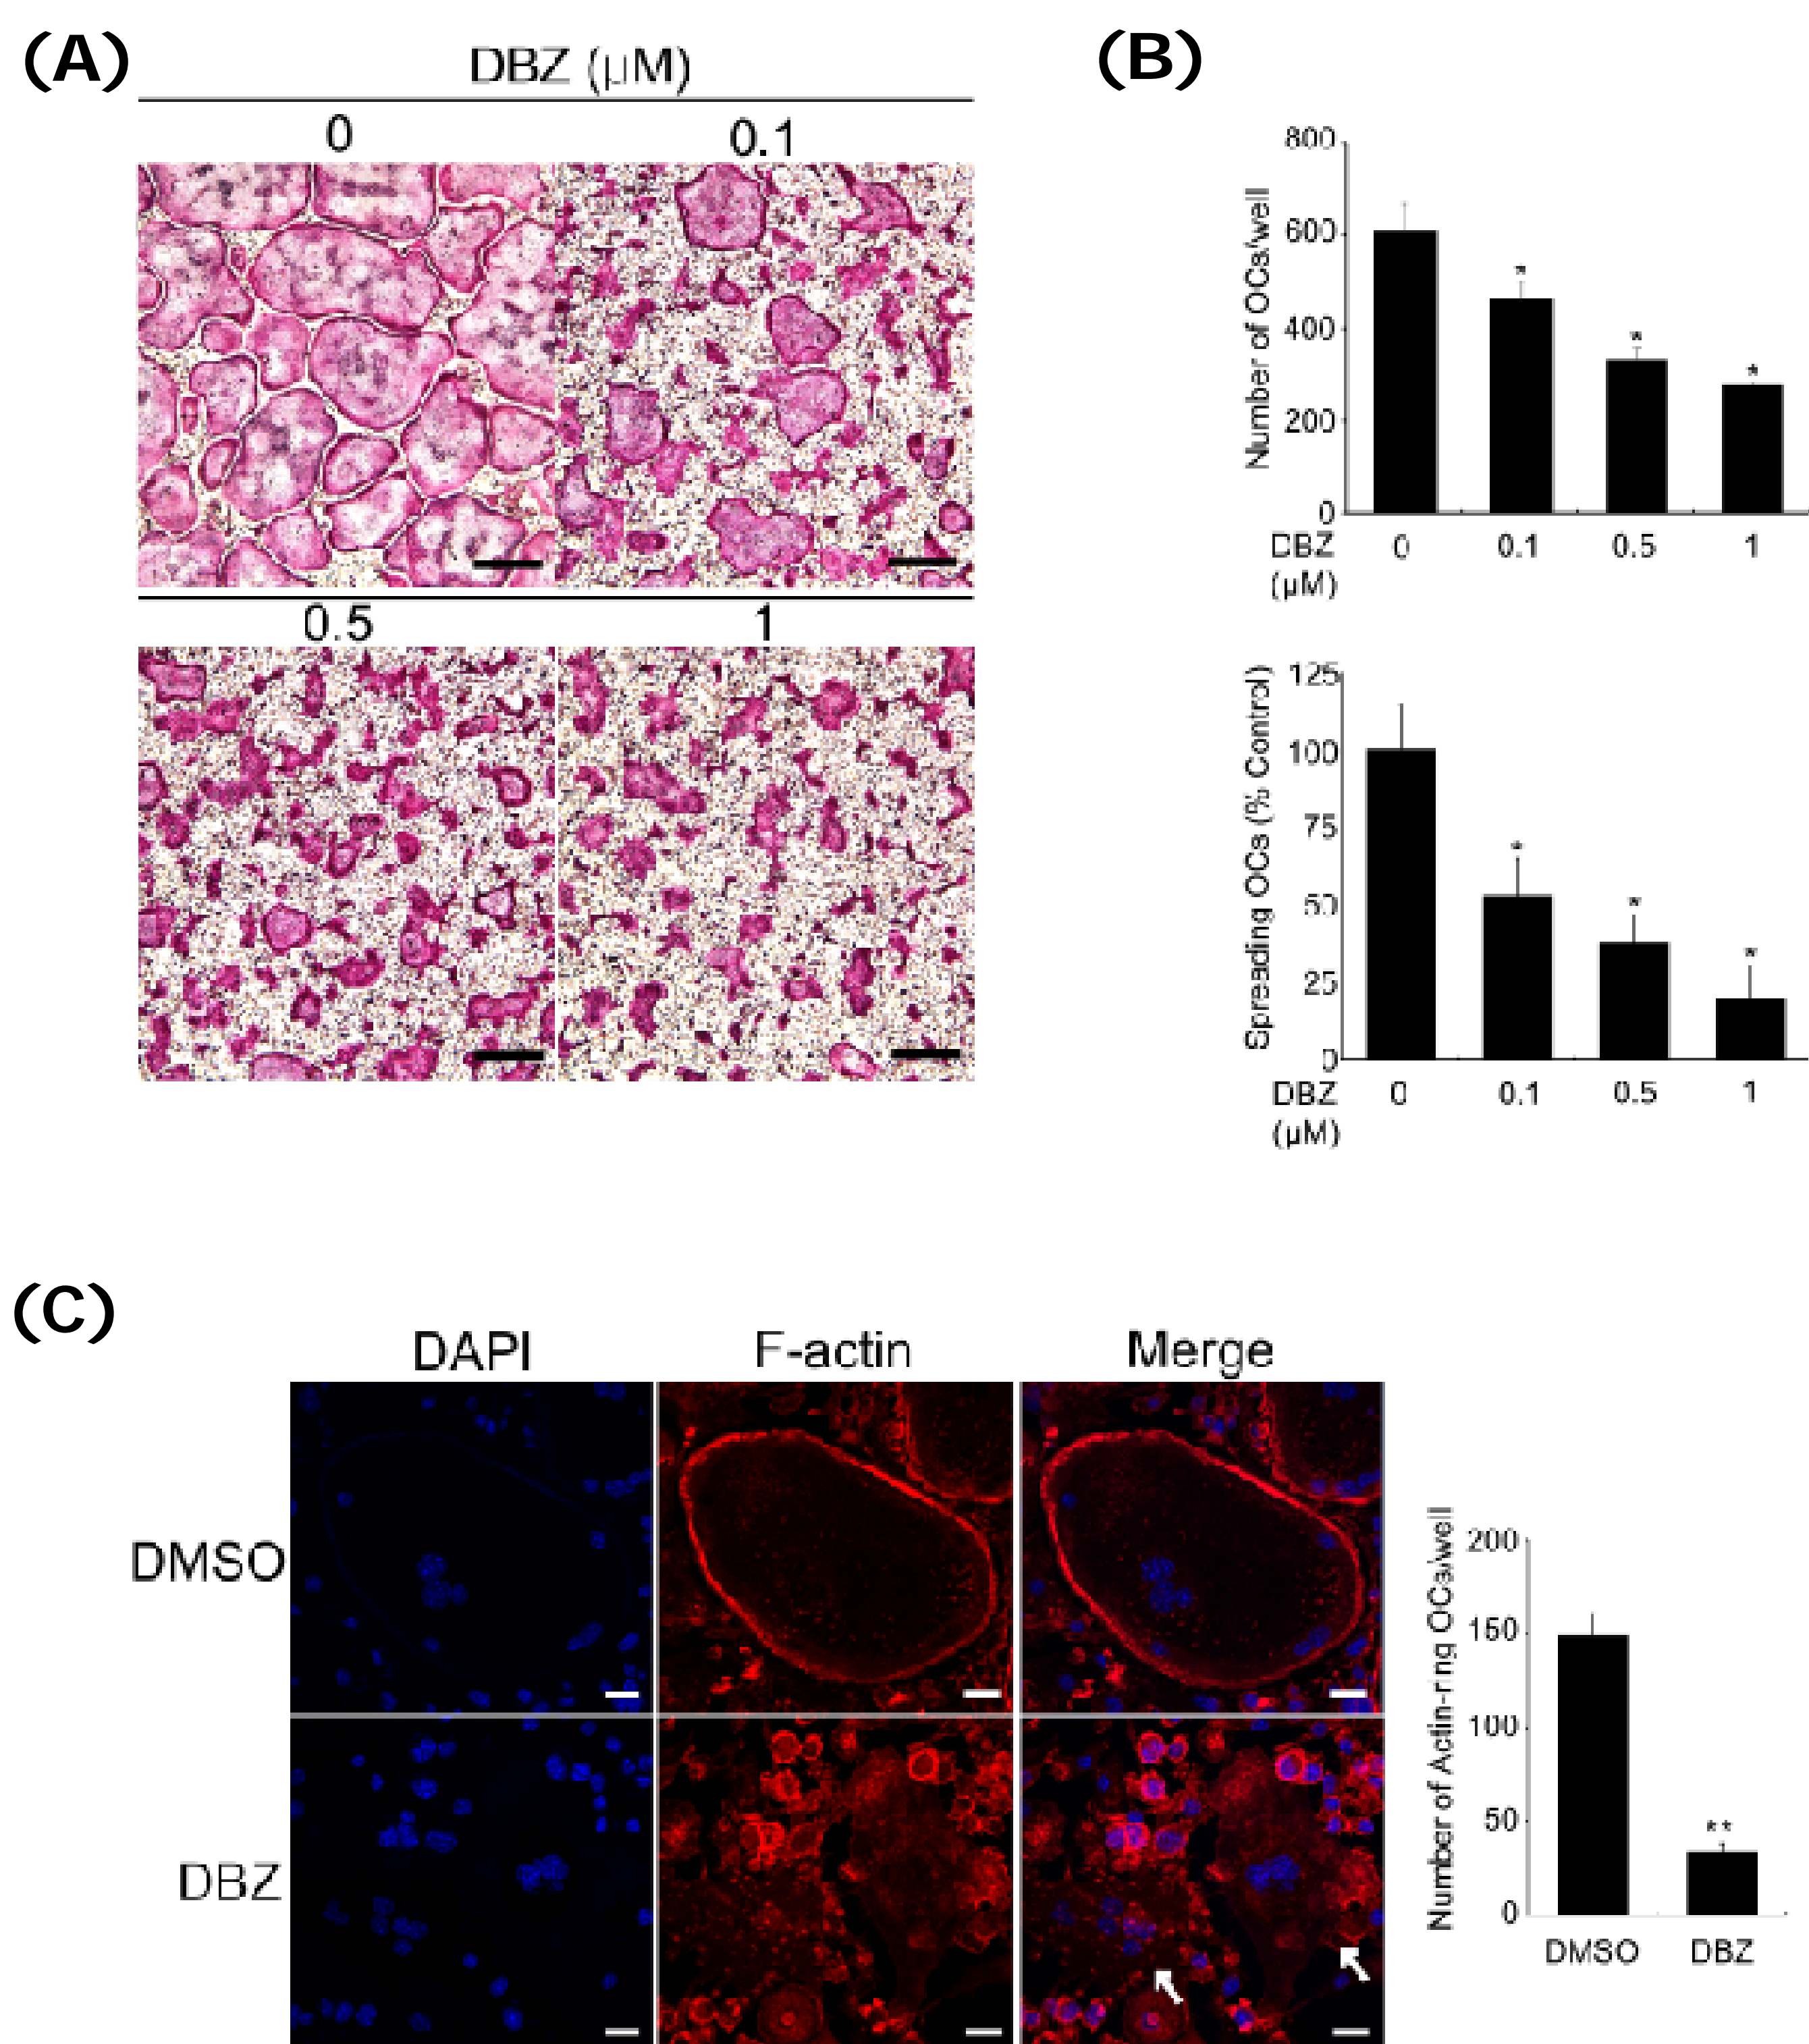 (A)
DBZ (μM)
0 0.1
0.5 1
(B)
Number of OCs/well
800
600
400
200
0
DBZ 0 0.1 0.5 1
(μM)
* * *
Spreading OCs (% Control)
125
100
75
50
25
0
DBZ 0 0.1 0.5 1
(μM)
* * *
(C)
DAPI F-actin Merge
DMSO
DBZ
Number of Actin-ring OCs/well
200
150
100
50
0
**
DMSO DBZ